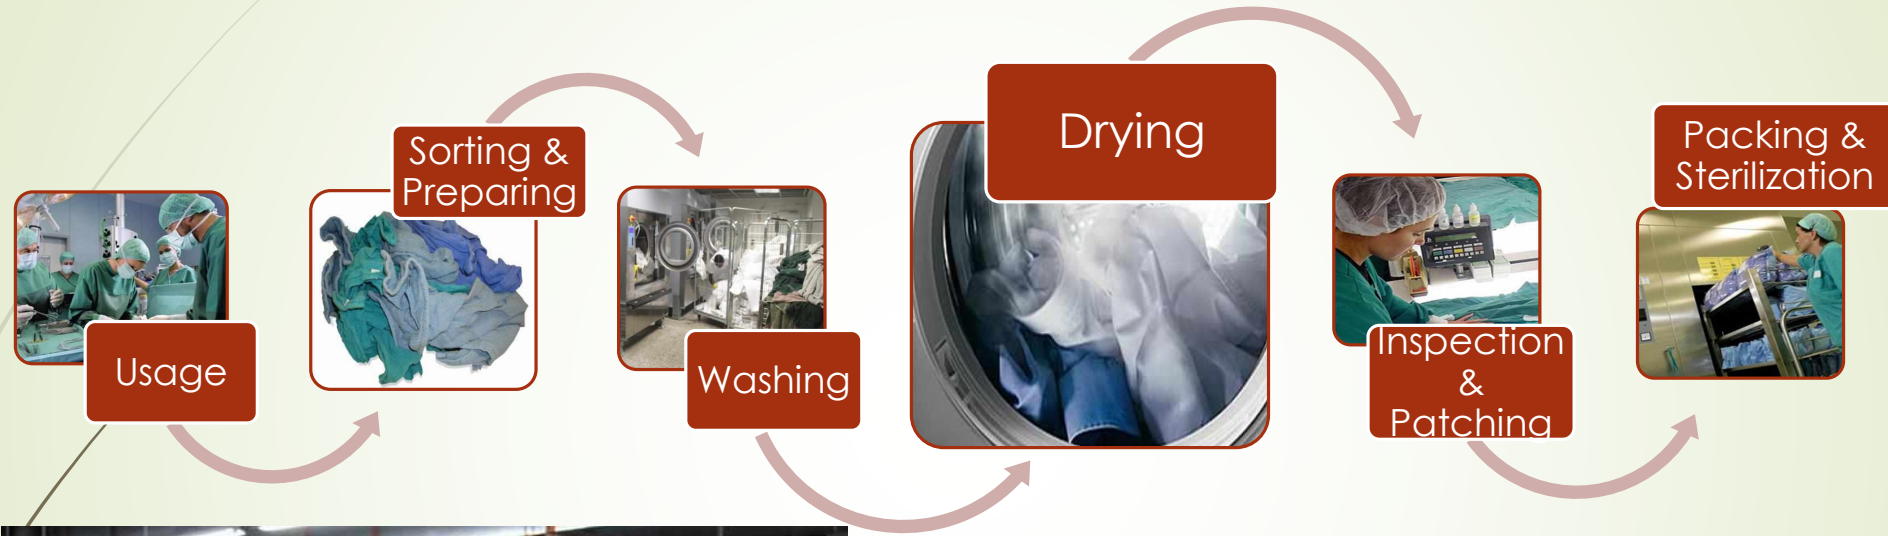 Usage
Sorting &
Preparing
Washing
Drying
Inspection
&
Patching
Packing &
Sterilization